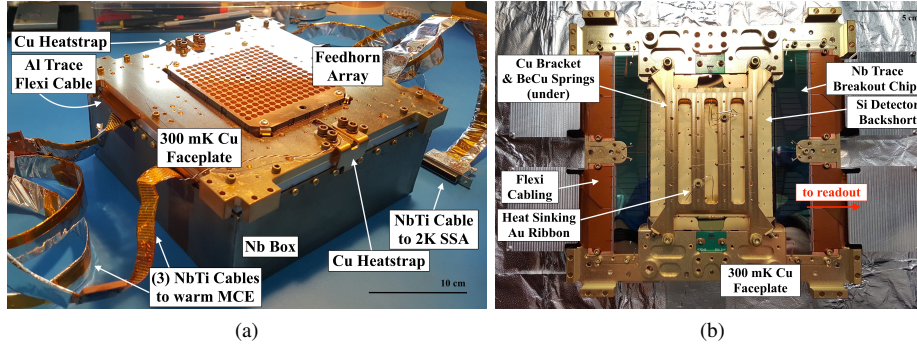 Cu Heatstrap
Al Trace
Flexi Cable
Feedhorn
Array
300 mK Cu
Faceplate
NbTi Cable
to 2K SSA
Nb Box
Cu Heatstrap
(3) NbTi Cables
to warm MCE
10 cm
(a)
5 c
Cu Bracket
& BeCu Springs
(under)
Nb Trace
Breakout Chip
Si Detector
Backshort
Flexi
Cabling
to readout
Heat Sinking
Au Ribbon
300 mK Cu
Faceplate
(b)